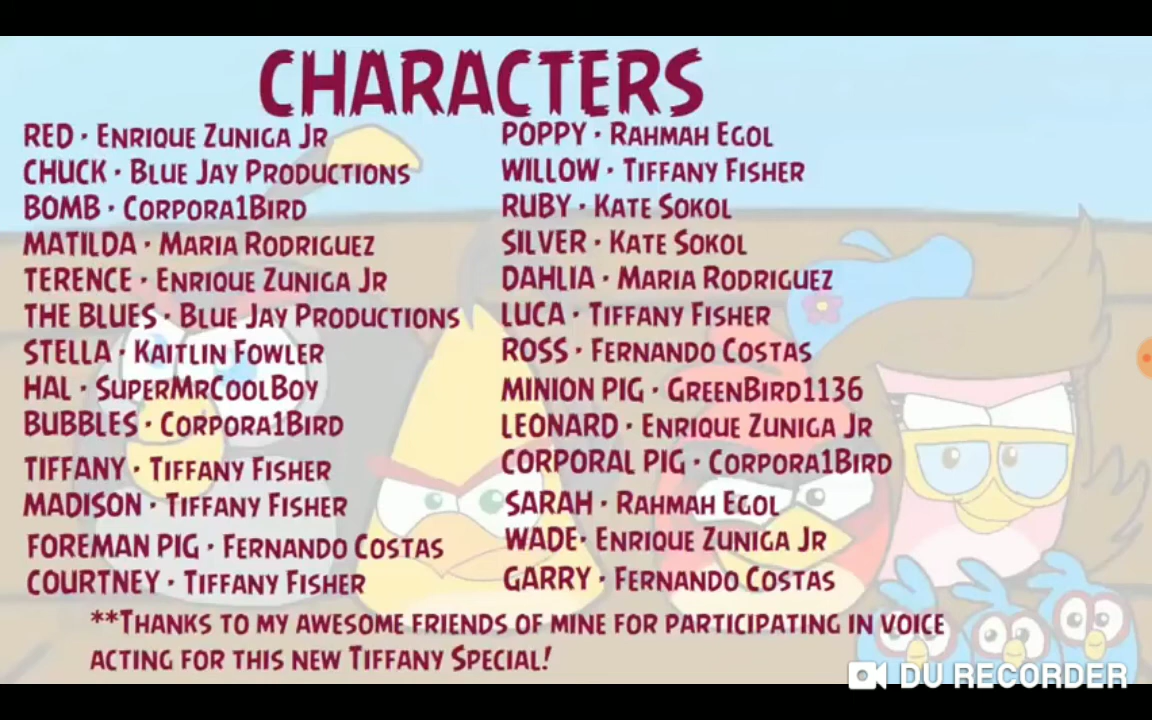 CHARACTERS
RED · ENRIQUE ZUNIGA JR
CHUCK · BLUE JAY PRODUCTIONS
BOMB · CORPORA1BIRD
MATILDA · MARIA RODRIGUEZ
TERENCE · ENRIQUE ZUNIGA JR
THE BLUES · BLUE JAY PRODUCTIONS
STELLA · KAITLIN FOWLER
HAL · SUPERMRCOOLBOY
BUBBLES · CORPORA1BIRD
TIFFANY · TIFFANY FISHER
MADISON · TIFFANY FISHER
FOREMAN PIG · FERNANDO COSTAS
COURTNEY · TIFFANY FISHER
POPPY · RAHMAH EGOL
WILLOW · TIFFANY FISHER
RUBY · KATE SOKOL
SILVER · KATE SOKOL
DAHLIA · MARIA RODRIGUEZ
LUCA · TIFFANY FISHER
ROSS · FERNANDO COSTAS
MINION PIG · GREENBIRD1136
LEONARD · ENRIQUE ZUNIGA JR
CORPORAL PIG · CORPORA1BIRD
SARAH · RAHMAH EGOL
WADE· ENRIQUE ZUNIGA JR
GARRY · FERNANDO COSTAS
**THANKS TO MY AWESOME FRIENDS OF MINE FOR PARTICIPATING IN VOICE
ACTING FOR THIS NEW TIFFANY SPECIAL!
DU RECORDER